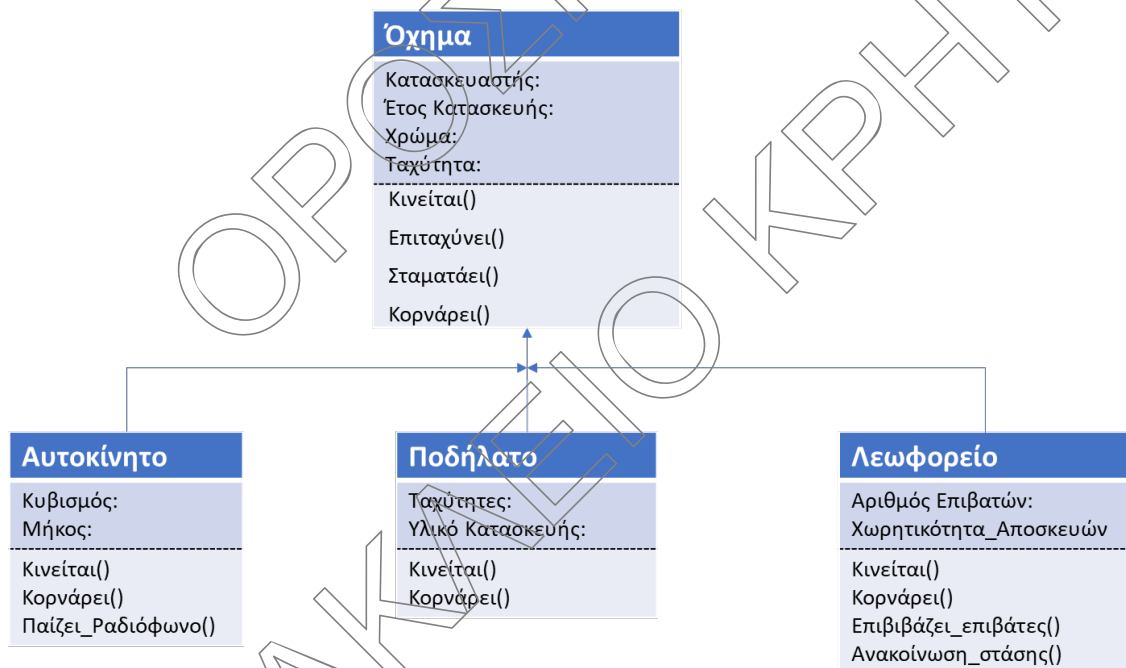 Όχημα
Κατασκευαστής:
Έτος Κατασκευής:
Χρώμα:
Ταχύτητα:
Κινείται()
Επιταχύνει()
Σταματάει()
Κορνάρει()
Αυτοκίνητο
Κυβισμός:
Μήκος:
Κινείται()
Κορνάρει()
Παίζει_Ραδιόφωνο()
Ποδήλατο
Ταχύτητες:
Υλικό Κατασκευής:
Κινείται()
Κορνάρει()
Λεωφορείο
Αριθμός Επιβατών:
Χωρητικότητα_Αποσκευών
Κινείται()
Κορνάρει()
Επιβιβάζει_επιβάτες()
Ανακοίνωση_στάσης()